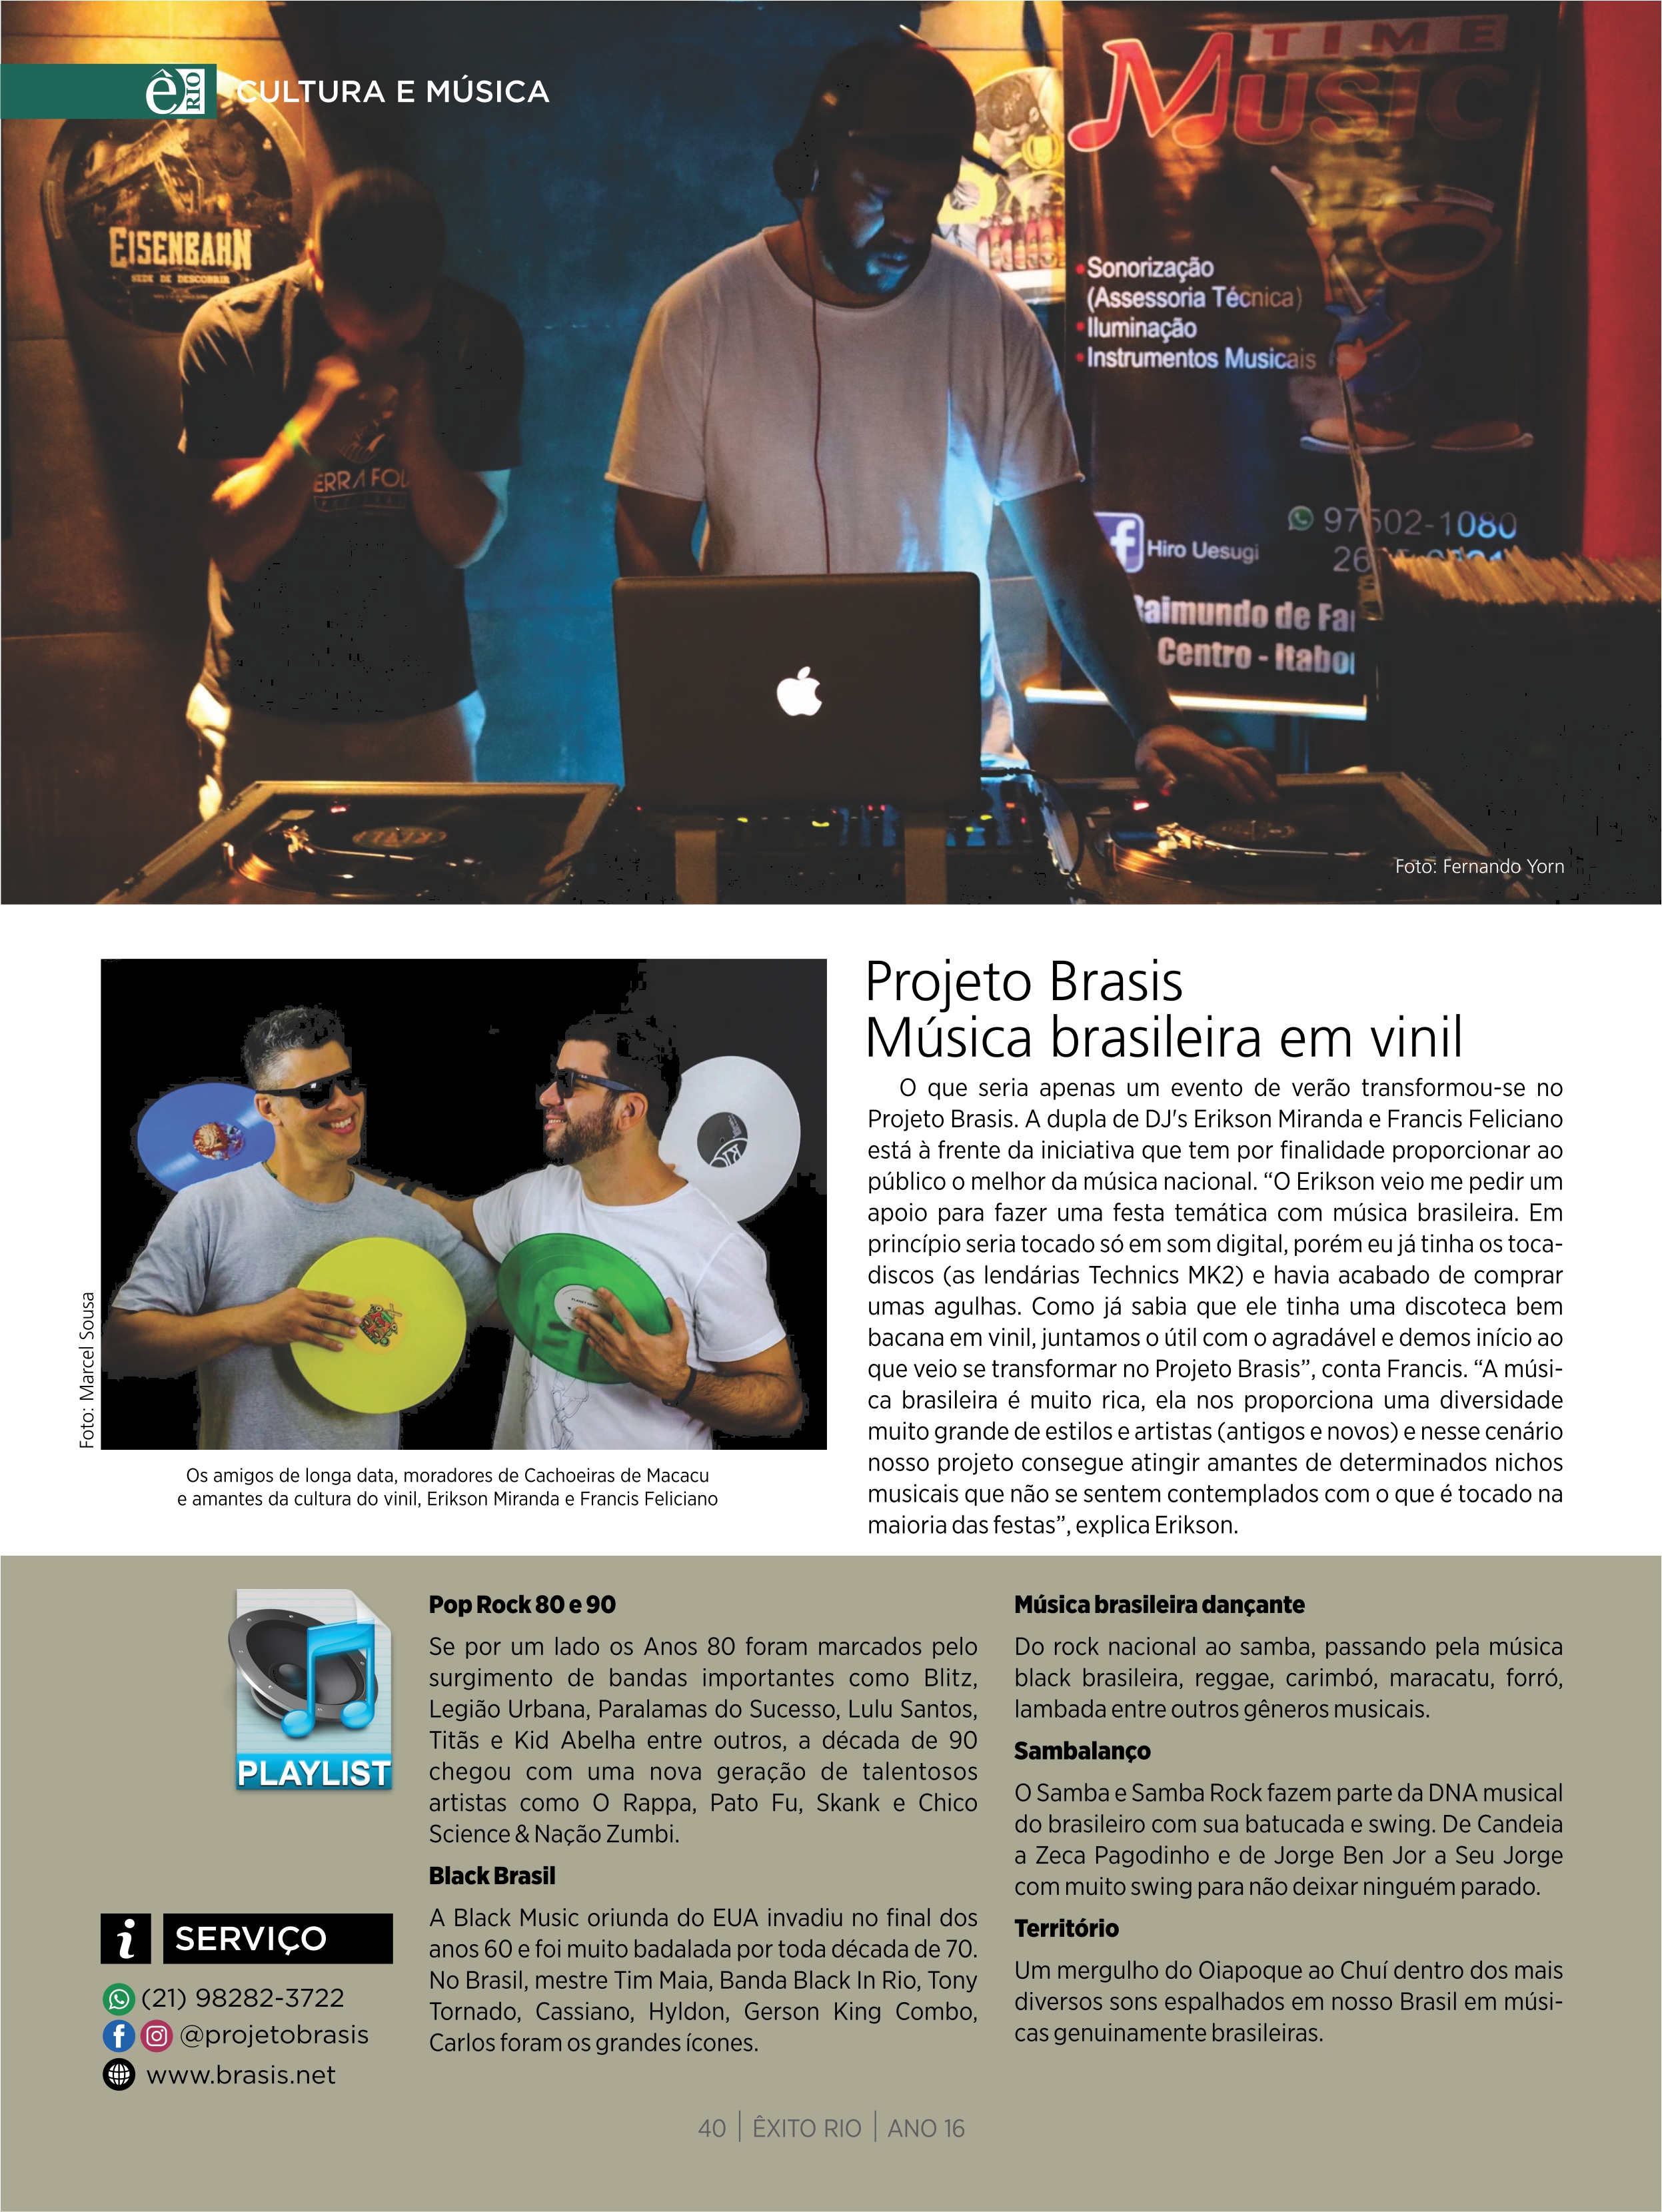 ê RIO CULTURA E MÚSICA
EISENBAHN
SEDE DE DESCOBRIR
ERRA FOL
TIME
MUSIC
•Sonorização
(Assessoria Técnica)
•Iluminação
•Instrumentos Musicais
97502-1080
Hiro Uesugi
aimundo de Fa
Centro - Itabo
Foto: Fernando Yorn
Foto: Marcel Sousa
Os amigos de longa data, moradores de Cachoeiras de Macacu
e amantes da cultura do vinil, Erikson Miranda e Francis Feliciano
Projeto Brasis
Música brasileira em vinil
O que seria apenas um evento de verão transformou-se no
Projeto Brasis. A dupla de DJ's Erikson Miranda e Francis Feliciano
está à frente da iniciativa que tem por finalidade proporcionar ao
público o melhor da música nacional. “O Erikson veio me pedir um
apoio para fazer uma festa temática com música brasileira. Em
princípio seria tocado só em som digital, porém eu já tinha os toca-
discos (as lendárias Technics MK2) e havia acabado de comprar
umas agulhas. Como já sabia que ele tinha uma discoteca bem
bacana em vinil, juntamos o útil com o agradável e demos início ao
que veio se transformar no Projeto Brasis”, conta Francis. “A músi-
ca brasileira é muito rica, ela nos proporciona uma diversidade
muito grande de estilos e artistas (antigos e novos) e nesse cenário
nosso projeto consegue atingir amantes de determinados nichos
musicais que não se sentem contemplados com o que é tocado na
maioria das festas”, explica Erikson.
PLAYLIST
i SERVIÇO
(21) 98282-3722
@projetobrasis
www.brasis.net
Pop Rock 80 e 90
Se por um lado os Anos 80 foram marcados pelo
surgimento de bandas importantes como Blitz,
Legião Urbana, Paralamas do Sucesso, Lulu Santos,
Titãs e Kid Abelha entre outros, a década de 90
chegou com uma nova geração de talentosos
artistas como O Rappa, Pato Fu, Skank e Chico
Science & Nação Zumbi.
Black Brasil
A Black Music oriunda do EUA invadiu no final dos
anos 60 e foi muito badalada por toda década de 70.
No Brasil, mestre Tim Maia, Banda Black In Rio, Tony
Tornado, Cassiano, Hyldon, Gerson King Combo,
Carlos foram os grandes ícones.
Música brasileira dançante
Do rock nacional ao samba, passando pela música
black brasileira, reggae, carimbó, maracatu, forró,
lambada entre outros gêneros musicais.
Sambalanço
O Samba e Samba Rock fazem parte da DNA musical
do brasileiro com sua batucada e swing. De Candeia
a Zeca Pagodinho e de Jorge Ben Jor a Seu Jorge
com muito swing para não deixar ninguém parado.
Território
Um mergulho do Oiapoque ao Chuí dentro dos mais
diversos sons espalhados em nosso Brasil em músi-
cas genuinamente brasileiras.
40 | ÊXITO RIO | ANO 16